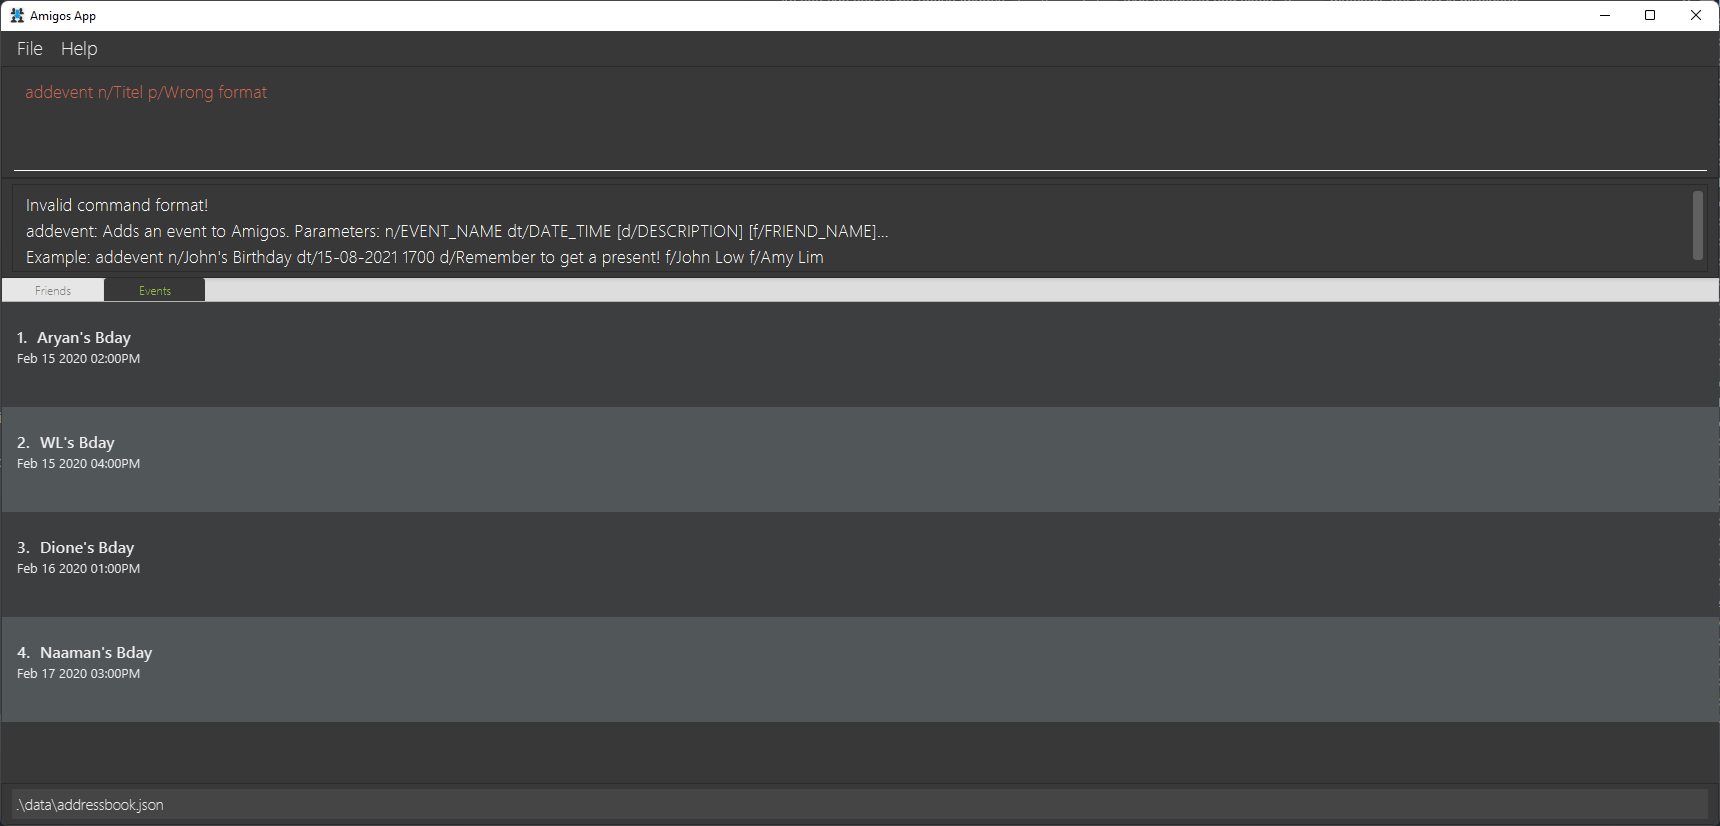 Amigos App
File Help
addevent n/Titel p/Wrong format
Invalid command format!
addevent: Adds an event to Amigos. Parameters: n/EVENT_NAME dt/DATE_TIME [d/DESCRIPTION] [f/FRIEND_NAME]...
Example: addevent n/John's Birthday dt/15-08-2021 1700 d/Remember to get a present! f/John Low f/Amy Lim
Friends Events
1. Aryan's Bday
Feb 15 2020 02:00PM
2. WL's Bday
Feb 15 2020 04:00PM
3. Dione's Bday
Feb 16 2020 01:00PM
4. Naaman's Bday
Feb 17 2020 03:00PM
.\data\addressbook.json